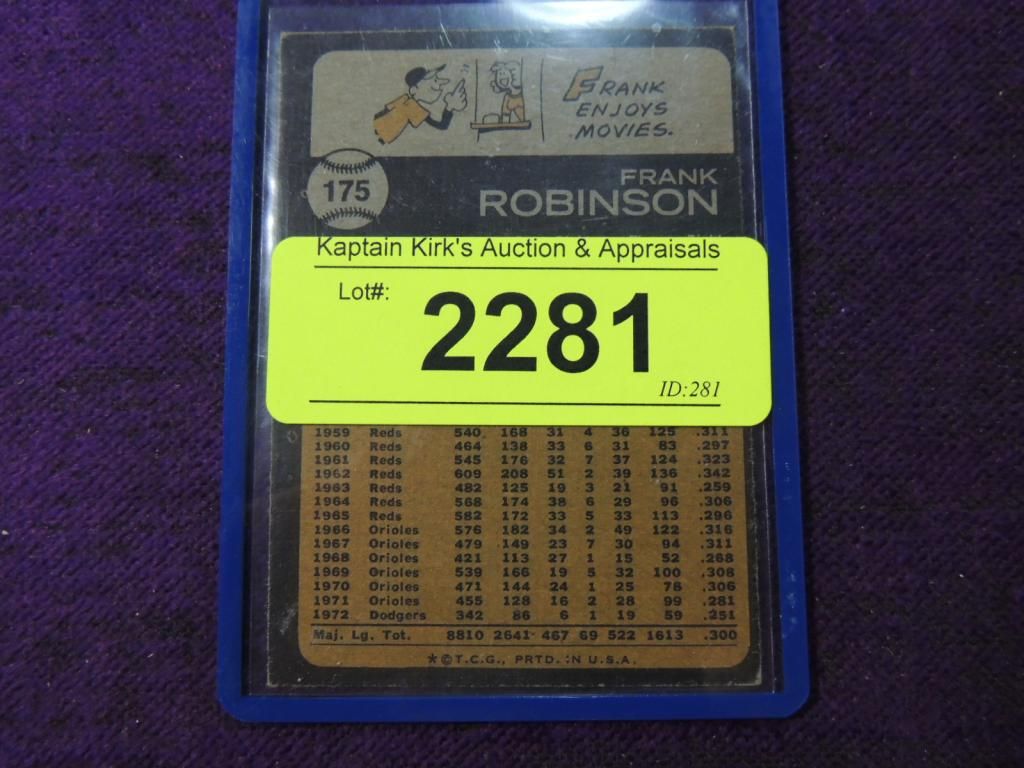 FRANK
ENJOYS
MOVIES.
175
FRANK
ROBINSON
Kaptain Kirk's Auction & Appraisals
Lot#:
2281
ID:281
1959 Reds 540 168 31 4 36 125 .311
1960 Reds 464 138 33 6 31 83 .297
1961 Reds 545 176 32 7 37 124 .323
1962 Reds 609 208 51 2 39 136 .342
1963 Reds 482 125 19 3 21 91 .259
1964 Reds 568 174 38 6 29 96 .306
1965 Reds 582 172 33 5 33 113 .296
1966 Orioles 576 182 34 2 49 122 .316
1967 Orioles 479 149 23 7 30 94 .311
1968 Orioles 421 113 27 1 15 52 .268
1969 Orioles 539 166 19 5 32 100 .308
1970 Orioles 471 144 24 1 25 78 .306
1971 Orioles 455 128 16 2 28 99 .281
1972 Dodgers 342 86 6 1 19 59 .251
Maj. Lg. Tot. 8810 2641 467 69 522 1613 .300
*©T.C.G., PRTD. IN U.S.A.